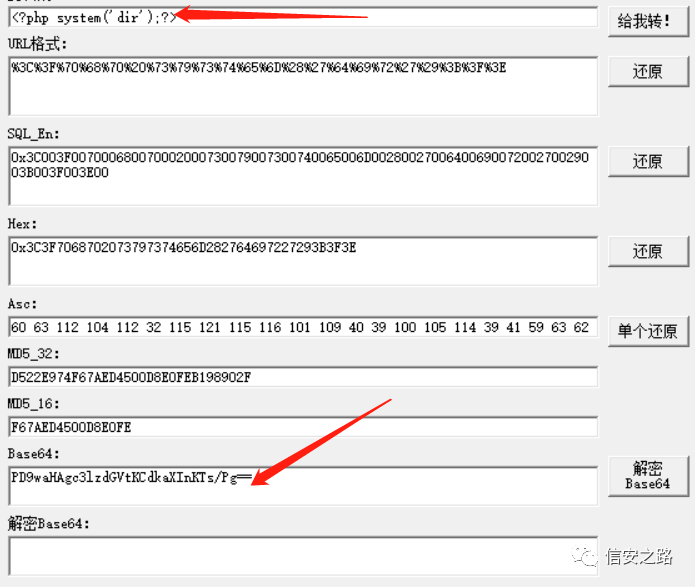 <?php system('dir');?>
给我转!
URL格式:
%3C%3F%70%68%70%20%73%79%73%74%65%6D%28%27%64%69%72%27%29%3B%3F%3E
还原
SQL_En:
0x3C003F007000680070002000730079007300740065006D002800270064006900720027002900
3B003F003E00
还原
Hex:
0x3C3F7068702073797374656D282764697227293B3F3E
还原
Asc:
60 63 112 104 112 32 115 121 115 116 101 109 40 39 100 105 114 39 41 59 63 62
单个还原
MD5_32:
D522E974F67AED4500D8E0FEB198902F
MD5_16:
F67AED4500D8E0FE
Base64:
PD9waHAgc3lzdGVtKCdkaXInKTs/Pg==
解密
Base64
解密Base64:
信安之路